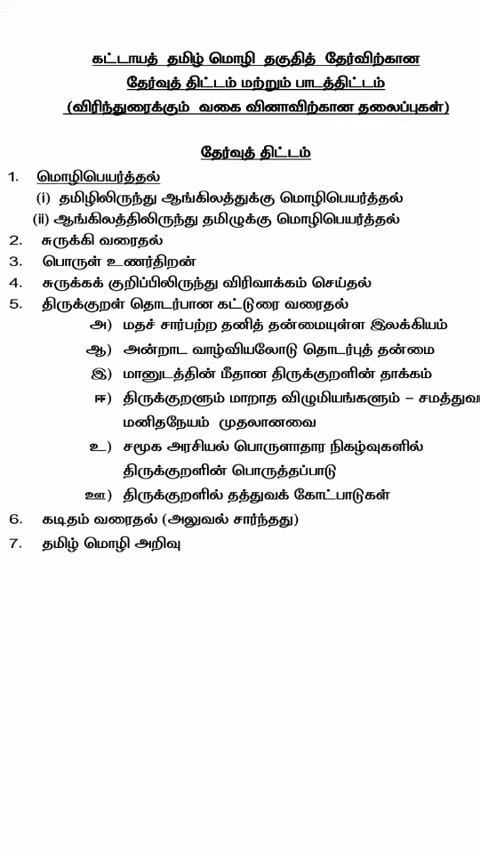 கட்டாயத் தமிழ் மொழி தகுதித் தேர்விற்கான
தேர்வுத் திட்டம் மற்றும் பாடத்திட்டம்
(விரிந்துரைக்கும் வகை வினாவிற்கான தலைப்புகள்)
தேர்வுத் திட்டம்
1. மொழிபெயர்த்தல்
(i) தமிழிலிருந்து ஆங்கிலத்துக்கு மொழிபெயர்த்தல்
(ii) ஆங்கிலத்திலிருந்து தமிழுக்கு மொழிபெயர்த்தல்
2. சுருக்கி வரைதல்
3. பொருள் உணர்திறன்
4. சுருக்கக் குறிப்பிலிருந்து விரிவாக்கம் செய்தல்
5. திருக்குறள் தொடர்பான கட்டுரை வரைதல்
அ) மதச் சார்பற்ற தனித் தன்மையுள்ள இலக்கியம்
ஆ) அன்றாட வாழ்வியலோடு தொடர்புத் தன்மை
இ) மானுடத்தின் மீதான திருக்குறளின் தாக்கம்
ஈ) திருக்குறளும் மாறாத விழுமியங்களும் – சமத்துவ
மனிதநேயம் முதலானவை
உ) சமூக அரசியல் பொருளாதார நிகழ்வுகளில்
திருக்குறளின் பொருத்தப்பாடு
ஊ) திருக்குறளில் தத்துவக் கோட்பாடுகள்
6. கடிதம் வரைதல் (அலுவல் சார்ந்தது)
7. தமிழ் மொழி அறிவு